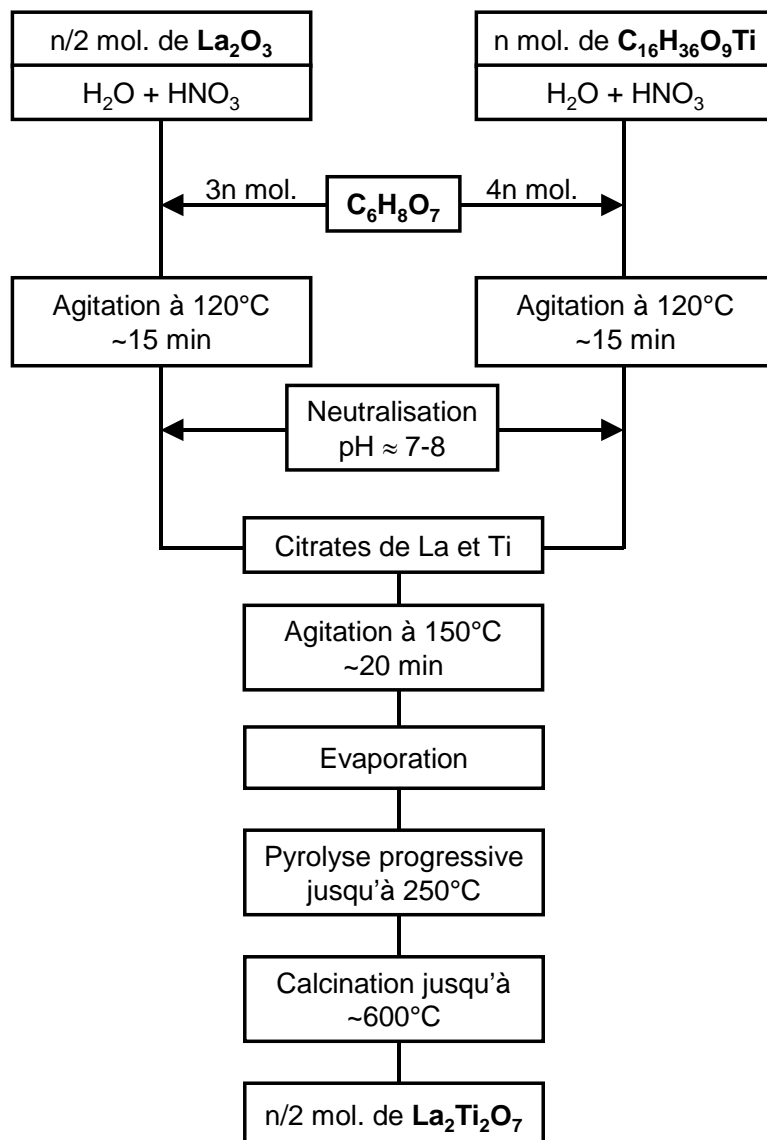 n/2 mol. de La₂O₃
n mol. de C₁₆H₃₆O₉Ti
H₂O + HNO₃
H₂O + HNO₃
3n mol.
C₆H₈O₇
4n mol.
Agitation à 120°C
~15 min
Agitation à 120°C
~15 min
Neutralisation
pH ≈ 7-8
Citrates de La et Ti
Agitation à 150°C
~20 min
Evaporation
Pyrolyse progressive
jusqu'à 250°C
Calcination jusqu'à
~600°C
n/2 mol. de La₂Ti₂O₇